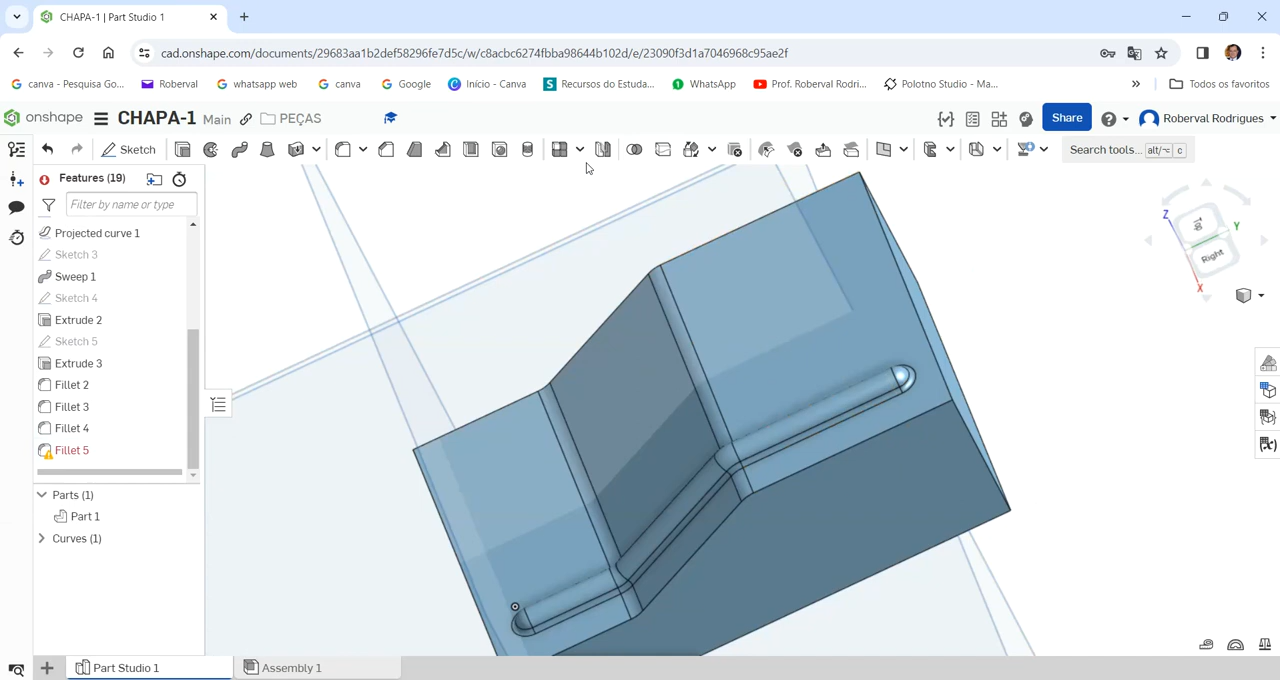 CHAPA-1 | Part Studio 1
cad.onshape.com/documents/29683aa1b2def58296fe7d5c/w/c8acbc6274fbba98644b102d/e/23090f3d1a7046968c95ae2f
canva - Pesquisa Go... Roberval whatsapp web canva Google Início - Canva Recursos do Estuda... WhatsApp Prof. Roberval Rodri... Polotno Studio - Ma... » Todos os favoritos
onshape CHAPA-1 Main PEÇAS Share Roberval Rodrigues
Sketch Search tools... alt/⌥ c
Features (19)
Filter by name or type
Projected curve 1
Sketch 3
Sweep 1
Sketch 4
Extrude 2
Sketch 5
Extrude 3
Fillet 2
Fillet 3
Fillet 4
Fillet 5
Parts (1)
Part 1
Curves (1)
Z
Y
Right
X
Part Studio 1 Assembly 1